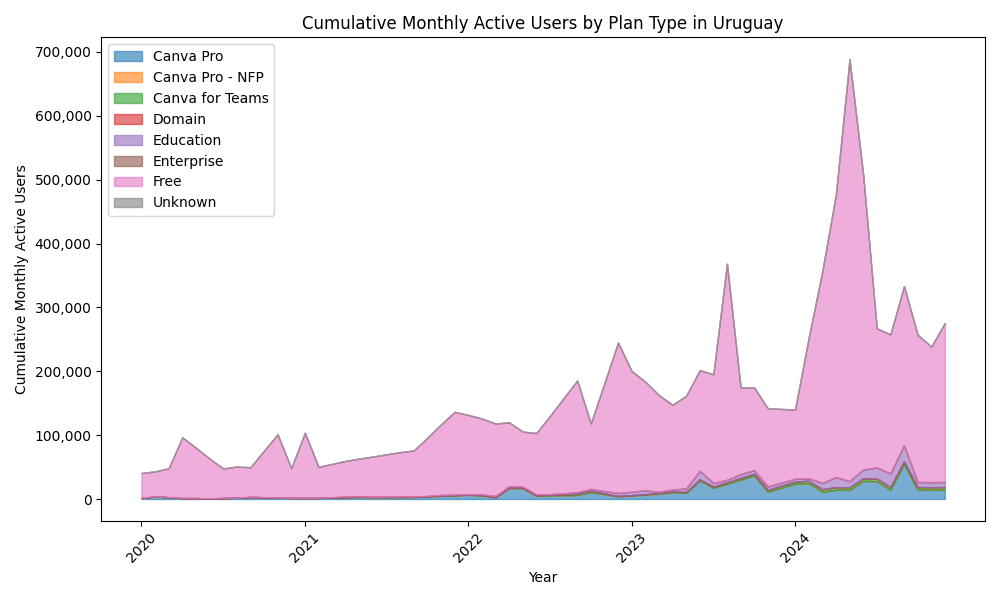 Cumulative Monthly Active Users by Plan Type in Uruguay
Cumulative Monthly Active Users
700,000
600,000
500,000
400,000
300,000
200,000
100,000
0
Canva Pro
Canva Pro - NFP
Canva for Teams
Domain
Education
Enterprise
Free
Unknown
2020
2021
2022
2023
2024
Year